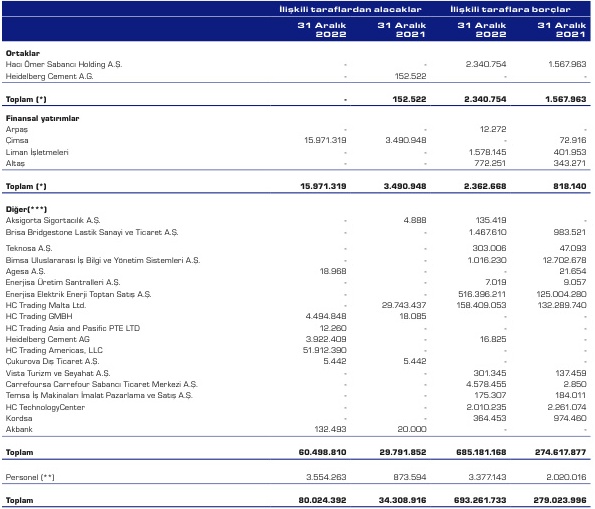 İlişkili taraflardan alacaklar İlişkili taraflara borçlar
31 Aralık 31 Aralık 31 Aralık 31 Aralık
2022 2021 2022 2021
Ortaklar
Hacı Ömer Sabancı Holding A.Ş. - - 2.340.754 1.567.963
Heidelberg Cement A.G. - 152.522 - -
Toplam (*) - 152.522 2.340.754 1.567.963
Finansal yatırımlar
Arpaş - - 12.272 -
Çimsa 15.971.319 3.490.948 - 72.916
Liman İşletmeleri - - 1.578.145 401.953
Altaş - - 772.251 343.271
Toplam (*) 15.971.319 3.490.948 2.362.668 818.140
Diğer(***)
Aksigorta Sigortacılık A.Ş. - 4.888 135.419 -
Brisa Bridgestone Lastik Sanayi ve Ticaret A.Ş. - - 1.467.610 983.521
Teknosa A.Ş. - - 303.006 47.093
Bimsa Uluslararası İş Bilgi ve Yönetim Sistemleri A.Ş. - - 1.016.230 12.702.678
Agesa A.Ş. 18.968 - - 21.654
Enerjisa Üretim Santralleri A.Ş. - - 7.019 9.057
Enerjisa Elektrik Enerji Toptan Satış A.Ş. - - 516.396.211 125.004.280
HC Trading Malta Ltd. - 29.743.437 158.409.053 132.289.740
HC Trading GMBH 4.494.848 18.085 - -
HC Trading Asia and Pasific PTE LTD 12.260 - - -
Heidelberg Cement AG 3.922.409 - 16.825 -
HC Trading Americas, LLC 51.912.390 - - -
Çukurova Dış Ticaret A.Ş. 5.442 5.442 - -
Vista Turizm ve Seyahat A.Ş. - - 301.345 137.459
Carrefoursa Carrefour Sabancı Ticaret Merkezi A.Ş. - - 4.578.455 2.850
Temsa İş Makinaları İmalat Pazarlama ve Satış A.Ş. - - 175.307 184.011
HC TechnologyCenter - - 2.010.235 2.261.074
Kordsa - - 364.453 974.460
Akbank 132.493 20.000 - -
Toplam 60.498.810 29.791.852 685.181.168 274.617.877
Personel (**) 3.554.263 873.594 3.377.143 2.020.016
Toplam 80.024.392 34.308.916 693.261.733 279.023.996